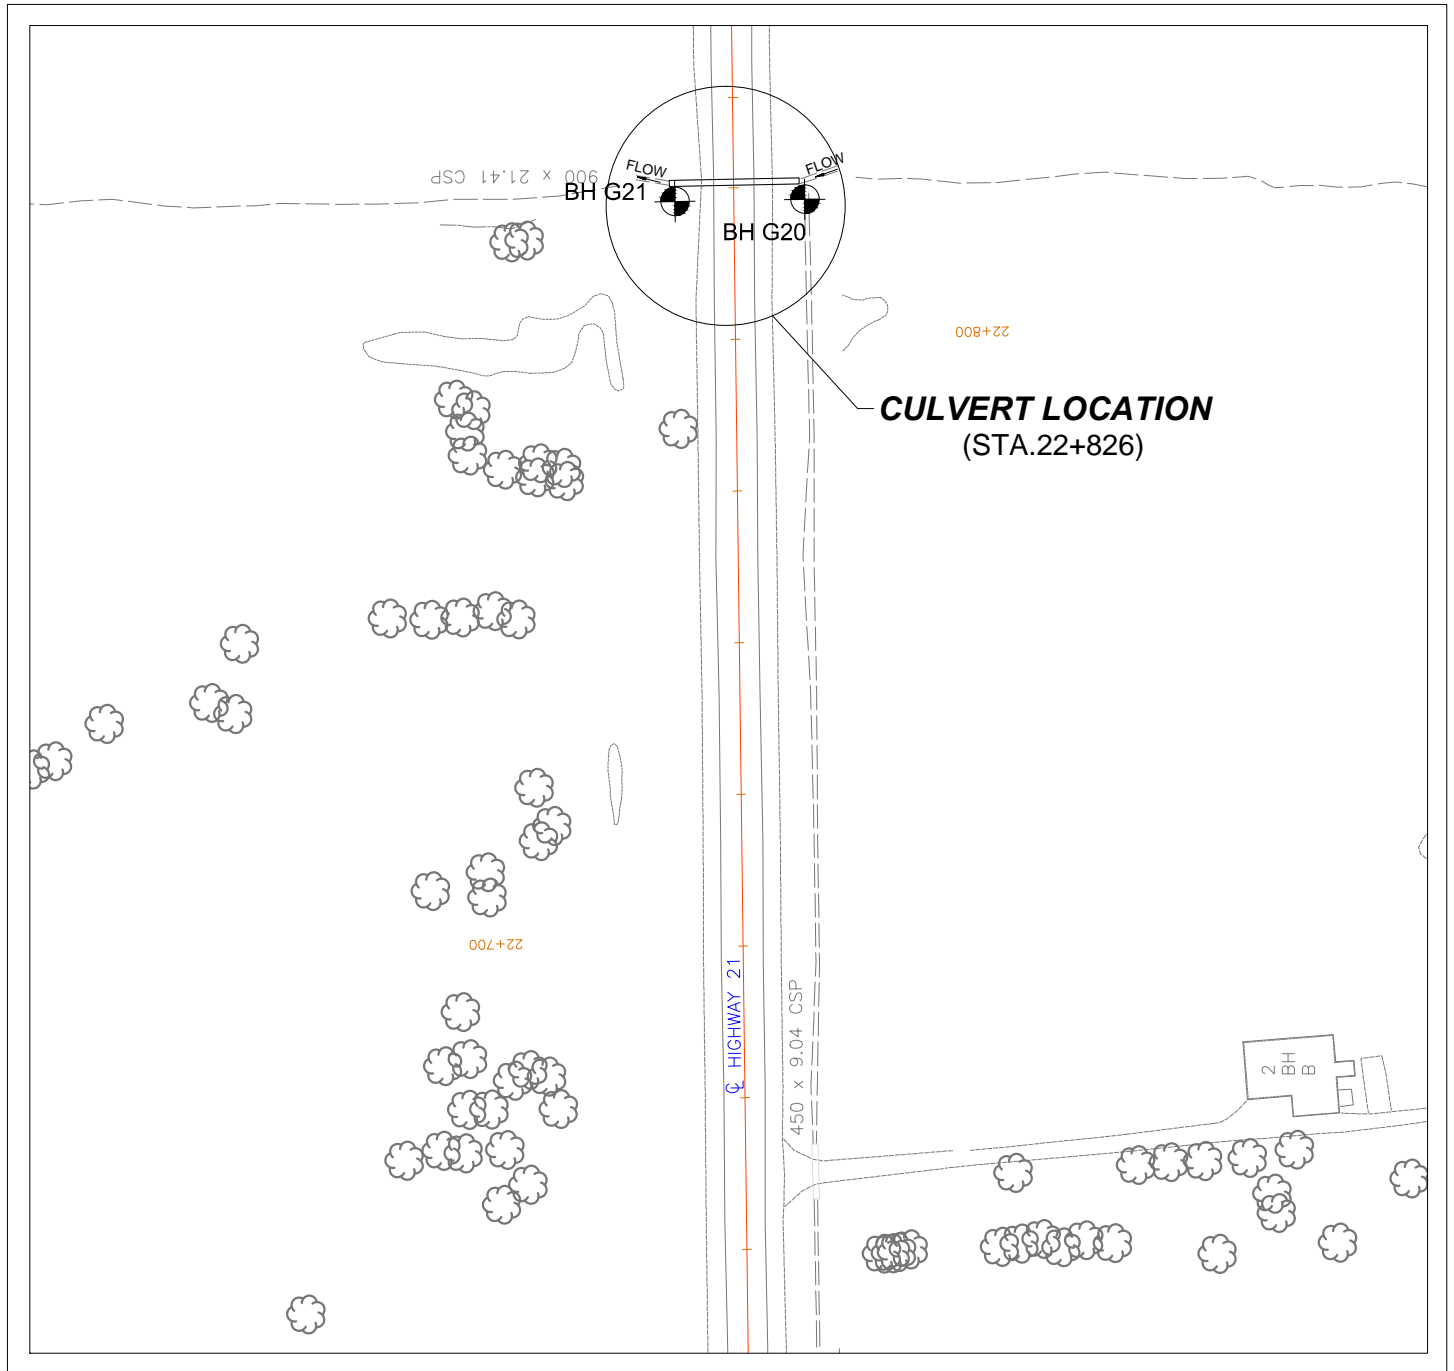 FLOW
FLOW
900 x 21.41 CSP
BH G21
BH G20
22+800
CULVERT LOCATION
(STA.22+826)
22+700
℄ HIGHWAY 21
450 x 9.04 CSP
2
BH
B